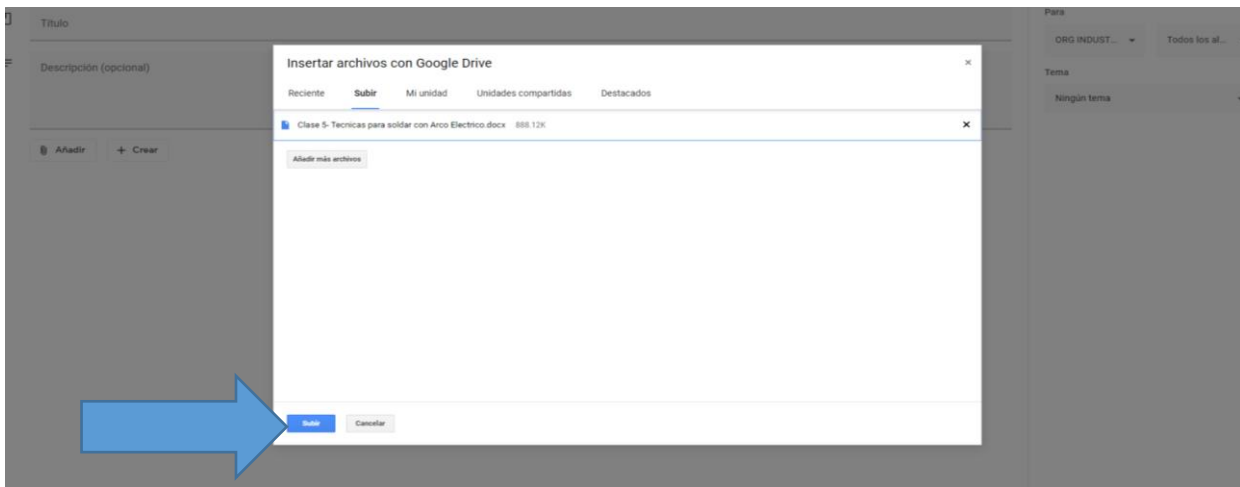 Título
Descripción (opcional)
Añadir + Crear
Insertar archivos con Google Drive ×
Reciente Subir Mi unidad Unidades compartidas Destacados
Clase 5- Tecnicas para soldar con Arco Electrico.docx 888.12K ×
Añadir más archivos
Subir Cancelar
Para
ORG INDUST... Todos los al...
Tema
Ningún tema